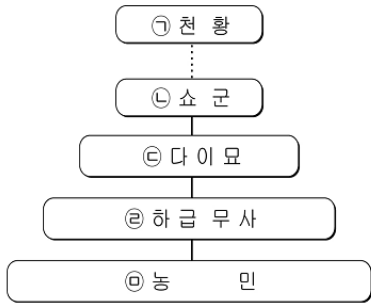 ㉠ 천 황
㉡ 쇼 군
㉢ 다 이 묘
㉣ 하 급 무 사
㉤ 농 민